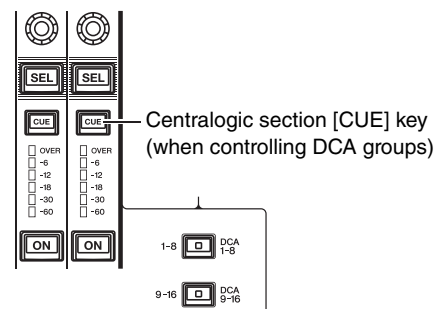 SEL SEL
CUE CUE
Centralogic section [CUE] key
(when controlling DCA groups)
OVER OVER
-6 -6
-12 -12
-18 -18
-30 -30
-60 -60
ON ON
1-8 DCA
1-8
9-16 DCA
9-16